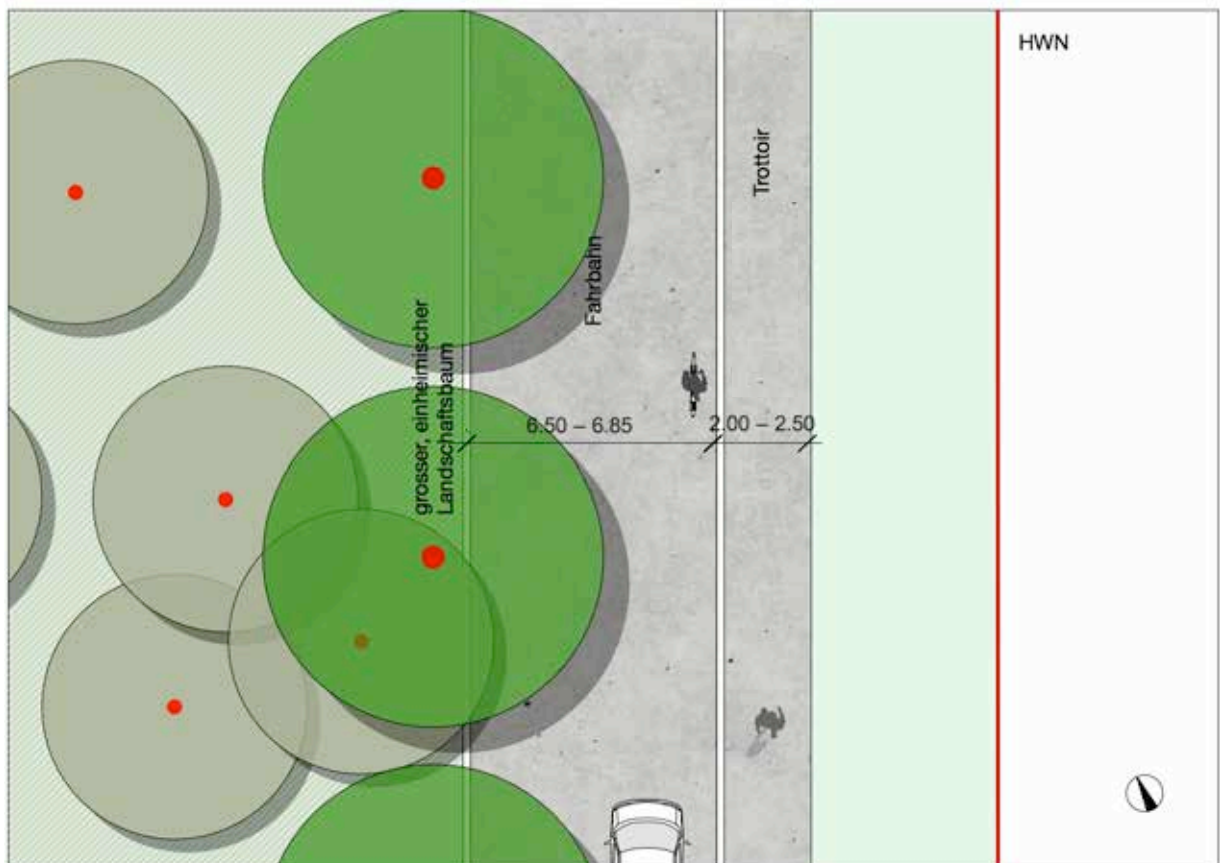 HWN
Trottoir
Fahrbahn
grosser, einheimischer
Landschaftsbaum
6.50 – 6.85
2.00 – 2.50